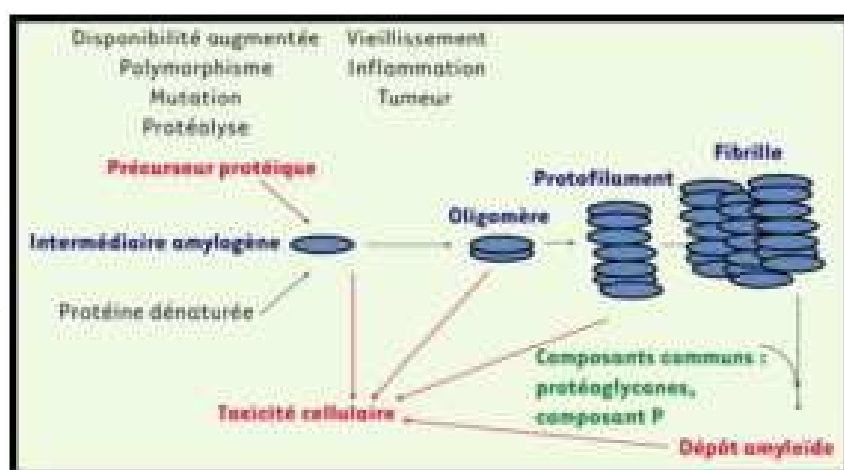 Disponibilité augmentée
Polymorphisme
Mutation
Protéolyse
Vieillissement
Inflammation
Tumeur
Précurseur protéique
Fibrille
Protofilament
Oligomère
Intermédiaire amylogène
Protéine dénaturée
Composants communs :
protéoglycanes,
composant P
Toxicité cellulaire
Dépôt amyloïde